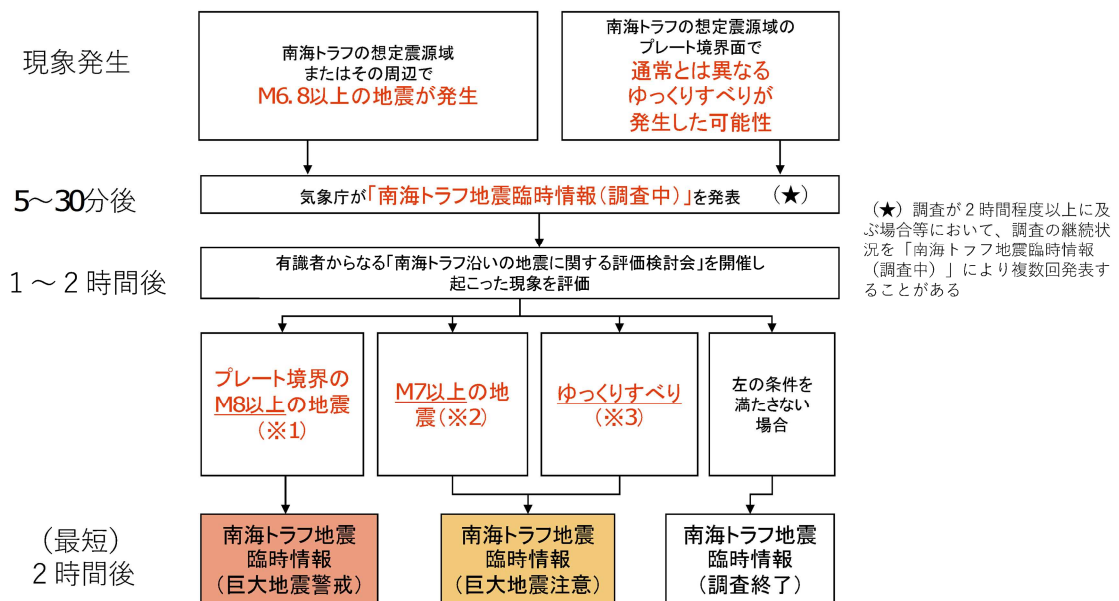 現象発生
南海トラフの想定震源域
またはその周辺で
M6.8以上の地震が発生
南海トラフの想定震源域の
プレート境界面で
通常とは異なる
ゆっくりすべりが
発生した可能性
5～30分後
気象庁が「南海トラフ地震臨時情報(調査中)」を発表 (★)
(★)調査が2時間程度以上に及
ぶ場合等において、調査の継続状
況を「南海トラフ地震臨時情報
(調査中)」により複数回発表す
ることがある
1～2時間後
有識者からなる「南海トラフ沿いの地震に関する評価検討会」を開催し
起こった現象を評価
プレート境界の
M8以上の地震
(※1)
M7以上の地
震(※2)
ゆっくりすべり
(※3)
左の条件を
満たさない
場合
(最短)
2時間後
南海トラフ地震
臨時情報
(巨大地震警戒)
南海トラフ地震
臨時情報
(巨大地震注意)
南海トラフ地震
臨時情報
(調査終了)